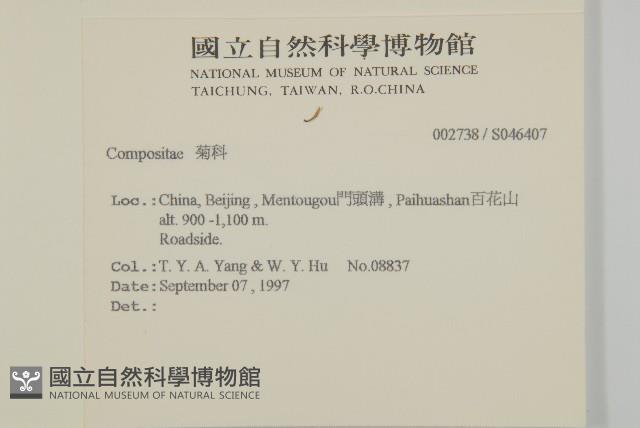 國立自然科學博物館
NATIONAL MUSEUM OF NATURAL SCIENCE
TAICHUNG, TAIWAN, R.O.CHINA
002738 / S046407
Compositae 菊科
Loc.:China, Beijing , Mentougou門頭溝 , Paihuashan百花山
alt. 900 -1,100 m.
Roadside.
Col.:T. Y. A. Yang & W. Y. Hu No.08837
Date:September 07 , 1997
Det.:
國立自然科學博物館
NATIONAL MUSEUM OF NATURAL SCIENCE